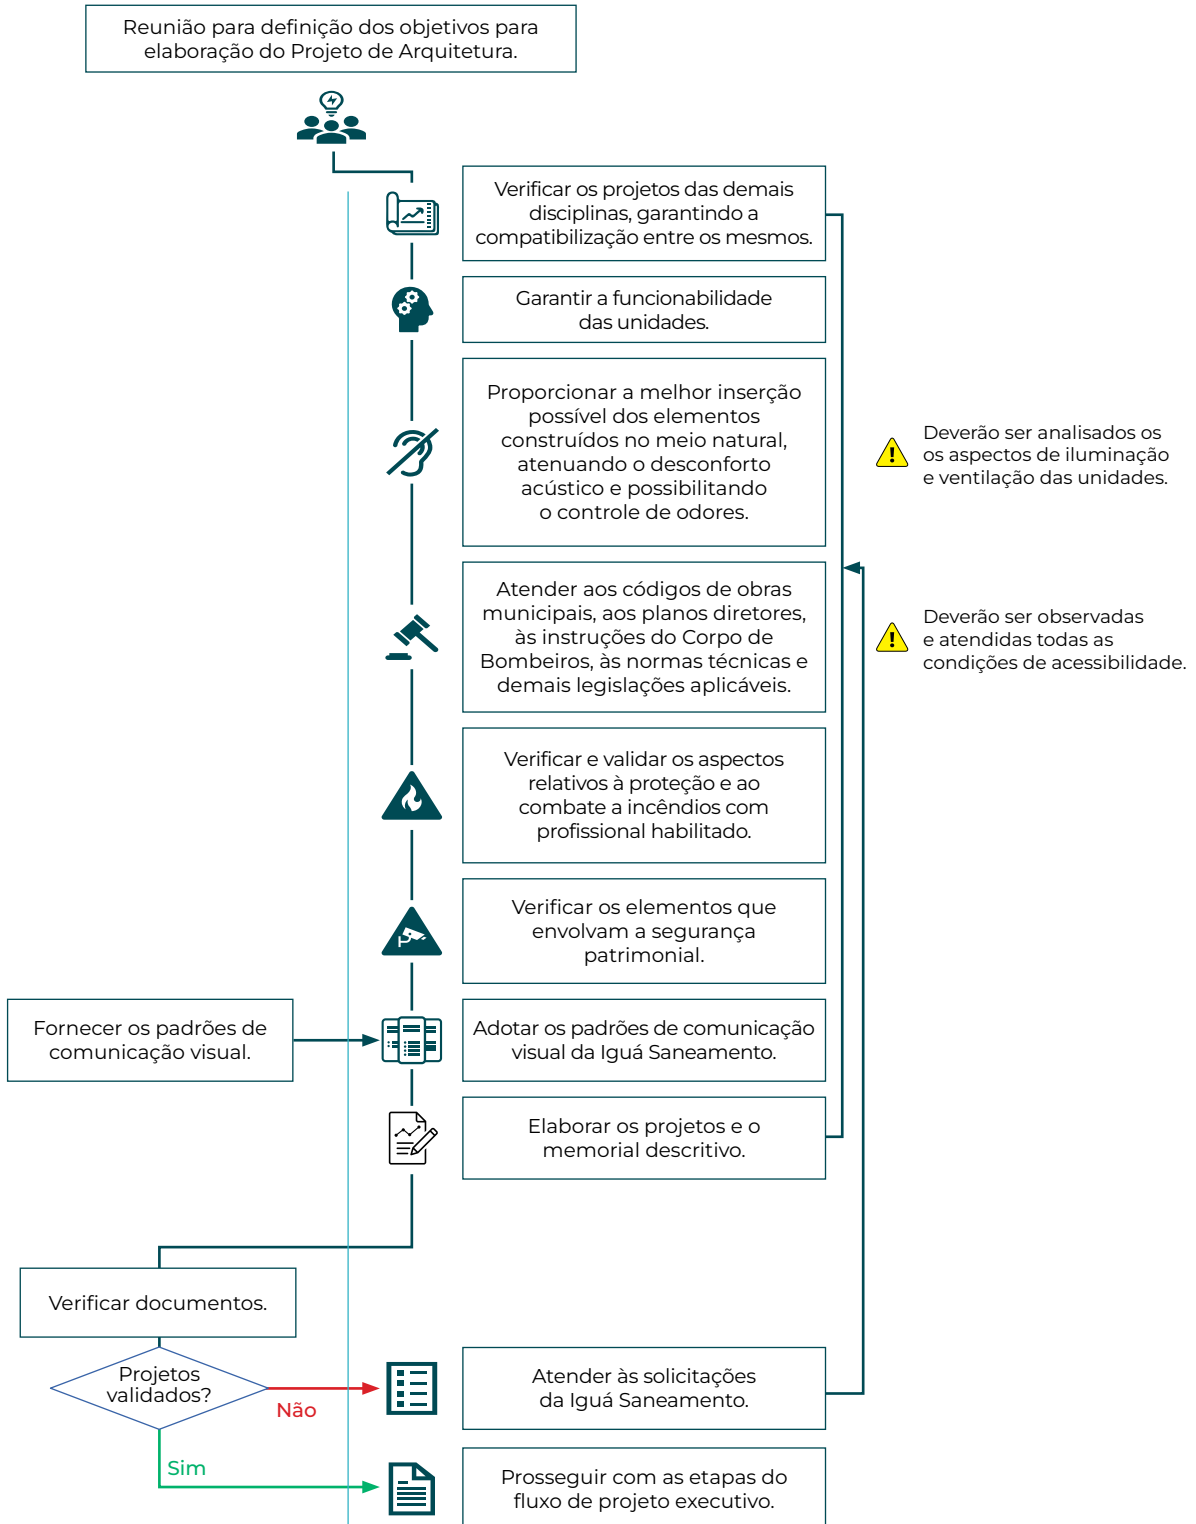 Reunião para definição dos objetivos para
elaboração do Projeto de Arquitetura.
Verificar os projetos das demais
disciplinas, garantindo a
compatibilização entre os mesmos.
Garantir a funcionabilidade
das unidades.
Proporcionar a melhor inserção
possível dos elementos
construídos no meio natural,
atenuando o desconforto
acústico e possibilitando
o controle de odores.
Deverão ser analisados os
os aspectos de iluminação
e ventilação das unidades.
Atender aos códigos de obras
municipais, aos planos diretores,
às instruções do Corpo de
Bombeiros, às normas técnicas e
demais legislações aplicáveis.
Deverão ser observadas
e atendidas todas as
condições de acessibilidade.
Verificar e validar os aspectos
relativos à proteção e ao
combate a incêndios com
profissional habilitado.
Verificar os elementos que
envolvam a segurança
patrimonial.
Fornecer os padrões de
comunicação visual.
Adotar os padrões de comunicação
visual da Iguá Saneamento.
Elaborar os projetos e o
memorial descritivo.
Verificar documentos.
Projetos
validados?
Não
Atender às solicitações
da Iguá Saneamento.
Sim
Prosseguir com as etapas do
fluxo de projeto executivo.